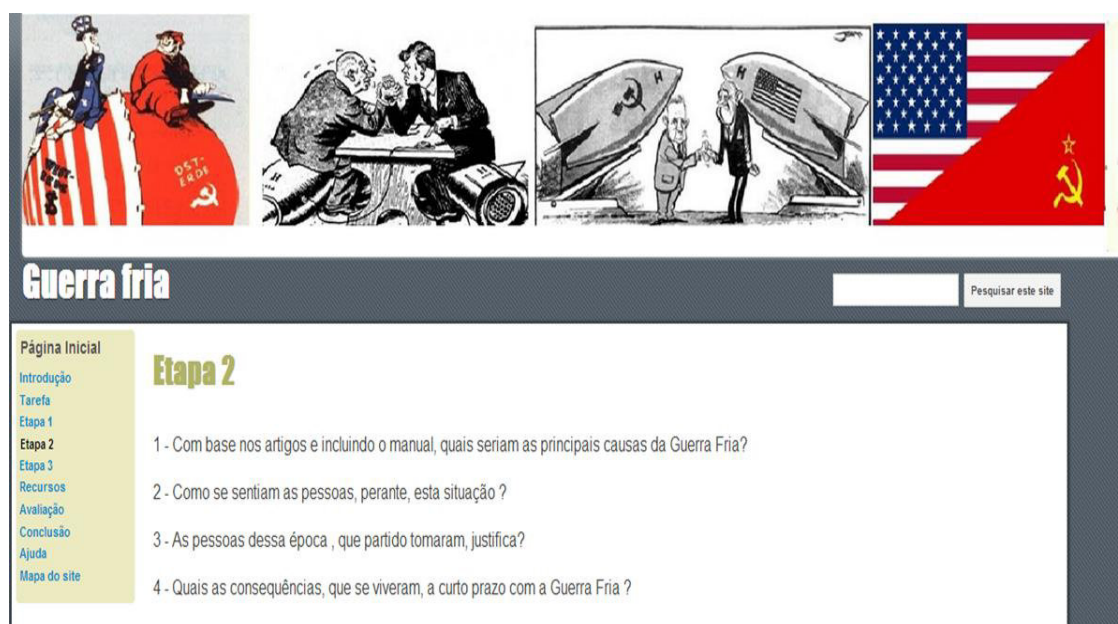 OST-
ERDE
H
H
H
H
Guerra fria
Pesquisar este site
Página Inicial
Introdução
Tarefa
Etapa 1
Etapa 2
Etapa 3
Recursos
Avaliação
Conclusão
Ajuda
Mapa do site
Etapa 2
1 - Com base nos artigos e incluindo o manual, quais seriam as principais causas da Guerra Fria?
2 - Como se sentiam as pessoas, perante, esta situação ?
3 - As pessoas dessa época , que partido tomaram, justifica?
4 - Quais as consequências, que se viveram, a curto prazo com a Guerra Fria ?